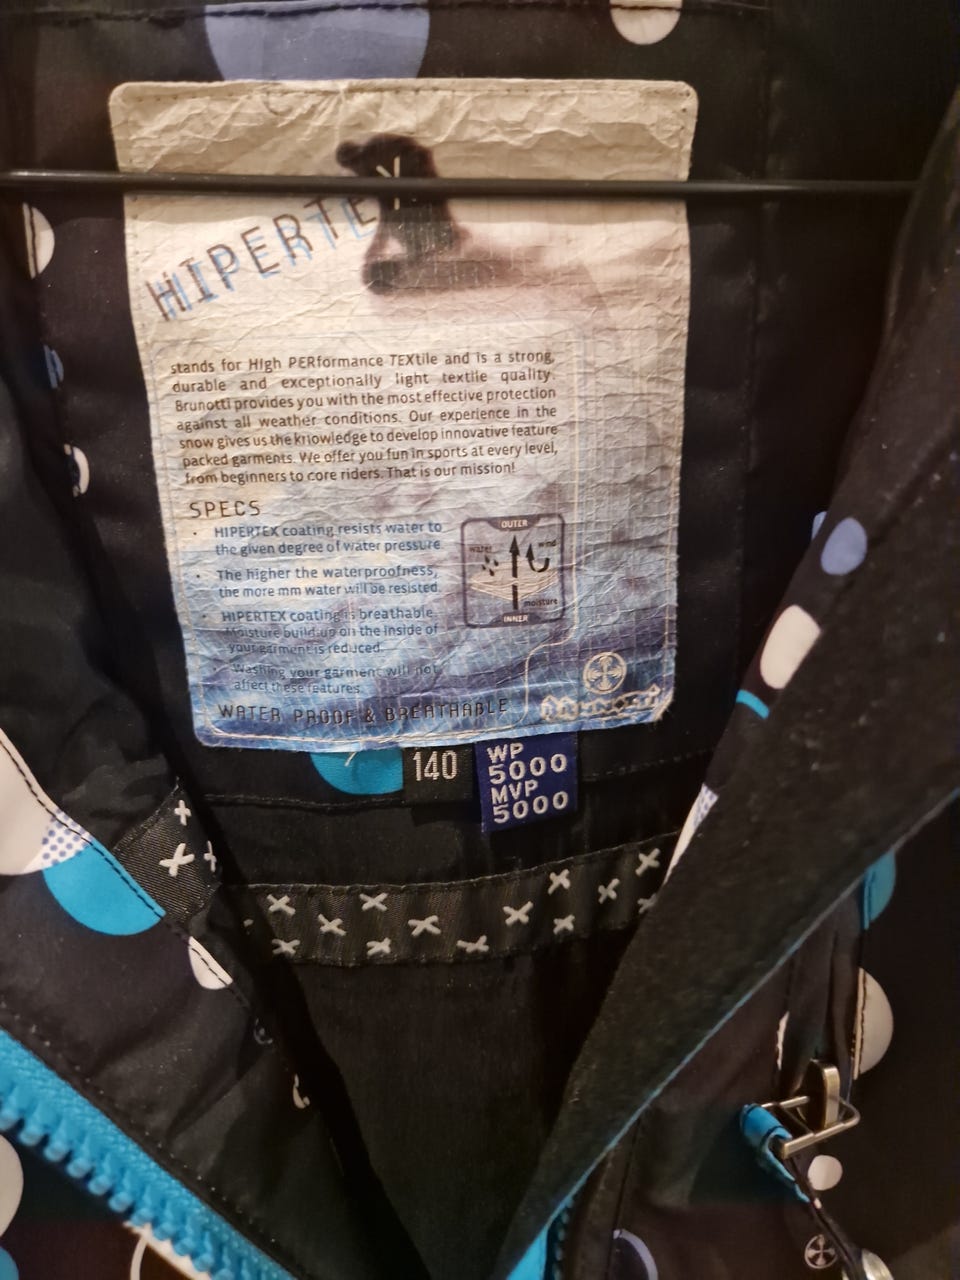 HIPERTE
stands for HIgh PERformance TEXtile and is a strong,
durable and exceptionally light textile quality.
Brunotti provides you with the most effective protection
against all weather conditions. Our experience in the
snow gives us the knowledge to develop innovative feature
packed garments. We offer you fun in sports at every level,
from beginners to core riders. That is our mission!
SPECS
· HIPERTEX coating resists water to
the given degree of water pressure.
· The higher the waterproofness,
the more mm water will be resisted.
· HIPERTEX coating is breathable.
Moisture build-up on the inside of
your garment is reduced.
· Washing your garment will not
affect these features.
OUTER
water
wind
moisture
INNER
WATER PROOF & BREATHABLE
BRUNOTTI
140
WP
5000
MVP
5000